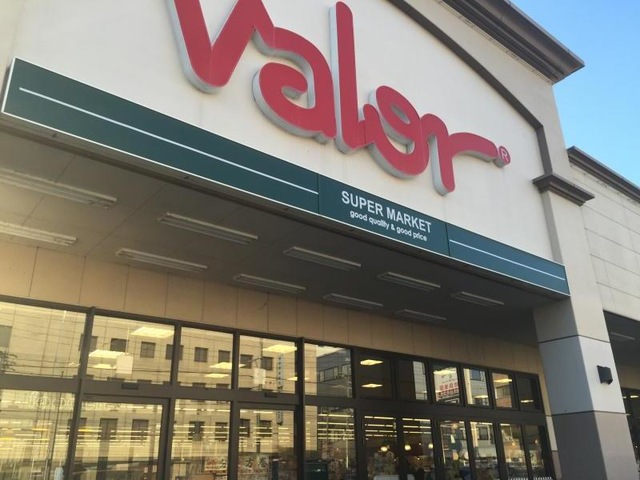 Valor®
SUPER MARKET
good quality & good price